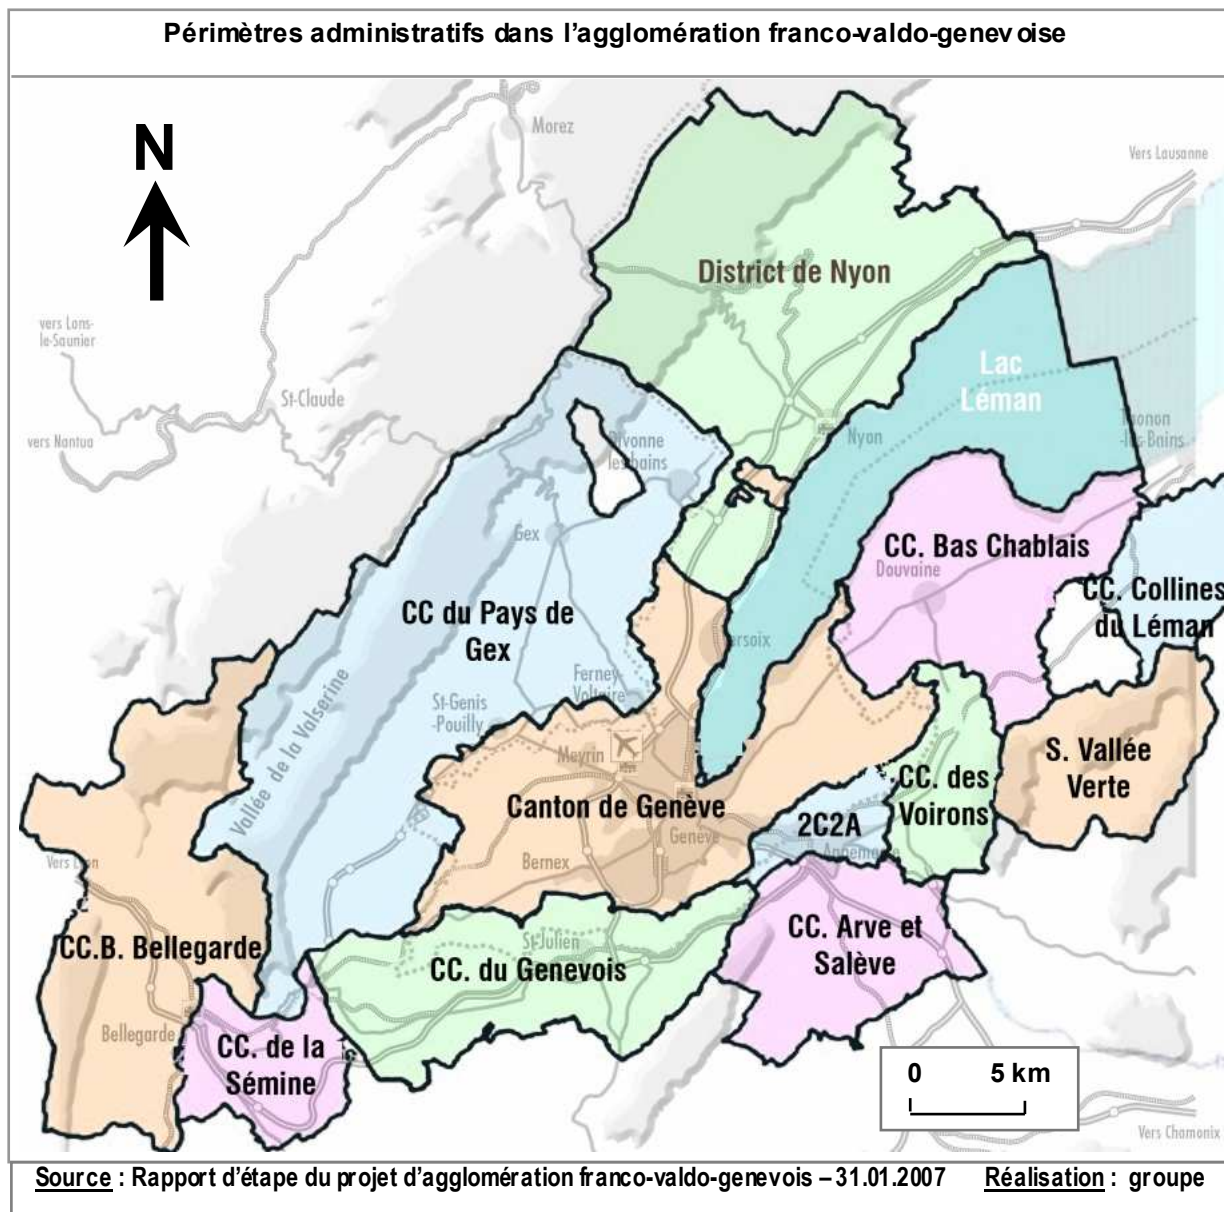 Périmètres administratifs dans l'agglomération franco-valdo-genevoise
N
Morez
Vers Lausanne
District de Nyon
vers Lons-
le-Saunier
Lac
Léman
St-Claude
vers Nantua
Nyon
Thonon
-les-Bains
Divonne
les bains
Gex
CC. Bas Chablais
Douvaine
CC. Collines
du Léman
CC du Pays de
Gex
Versoix
Ferney-
Voltaire
St-Genis
-Pouilly
Vallée de la Valserine
Meyrin
S. Vallée
Verte
CC. des
Voirons
Canton de Genève
2C2A
Genève
Annemasse
Bernex
Vers Lyon
CC.B. Bellegarde
CC. Arve et
Salève
St-Julien
CC. du Genevois
Bellegarde
CC. de la
Sémine
0 5 km
Vers Chamonix
Source : Rapport d'étape du projet d'agglomération franco-valdo-genevois – 31.01.2007 Réalisation : groupe